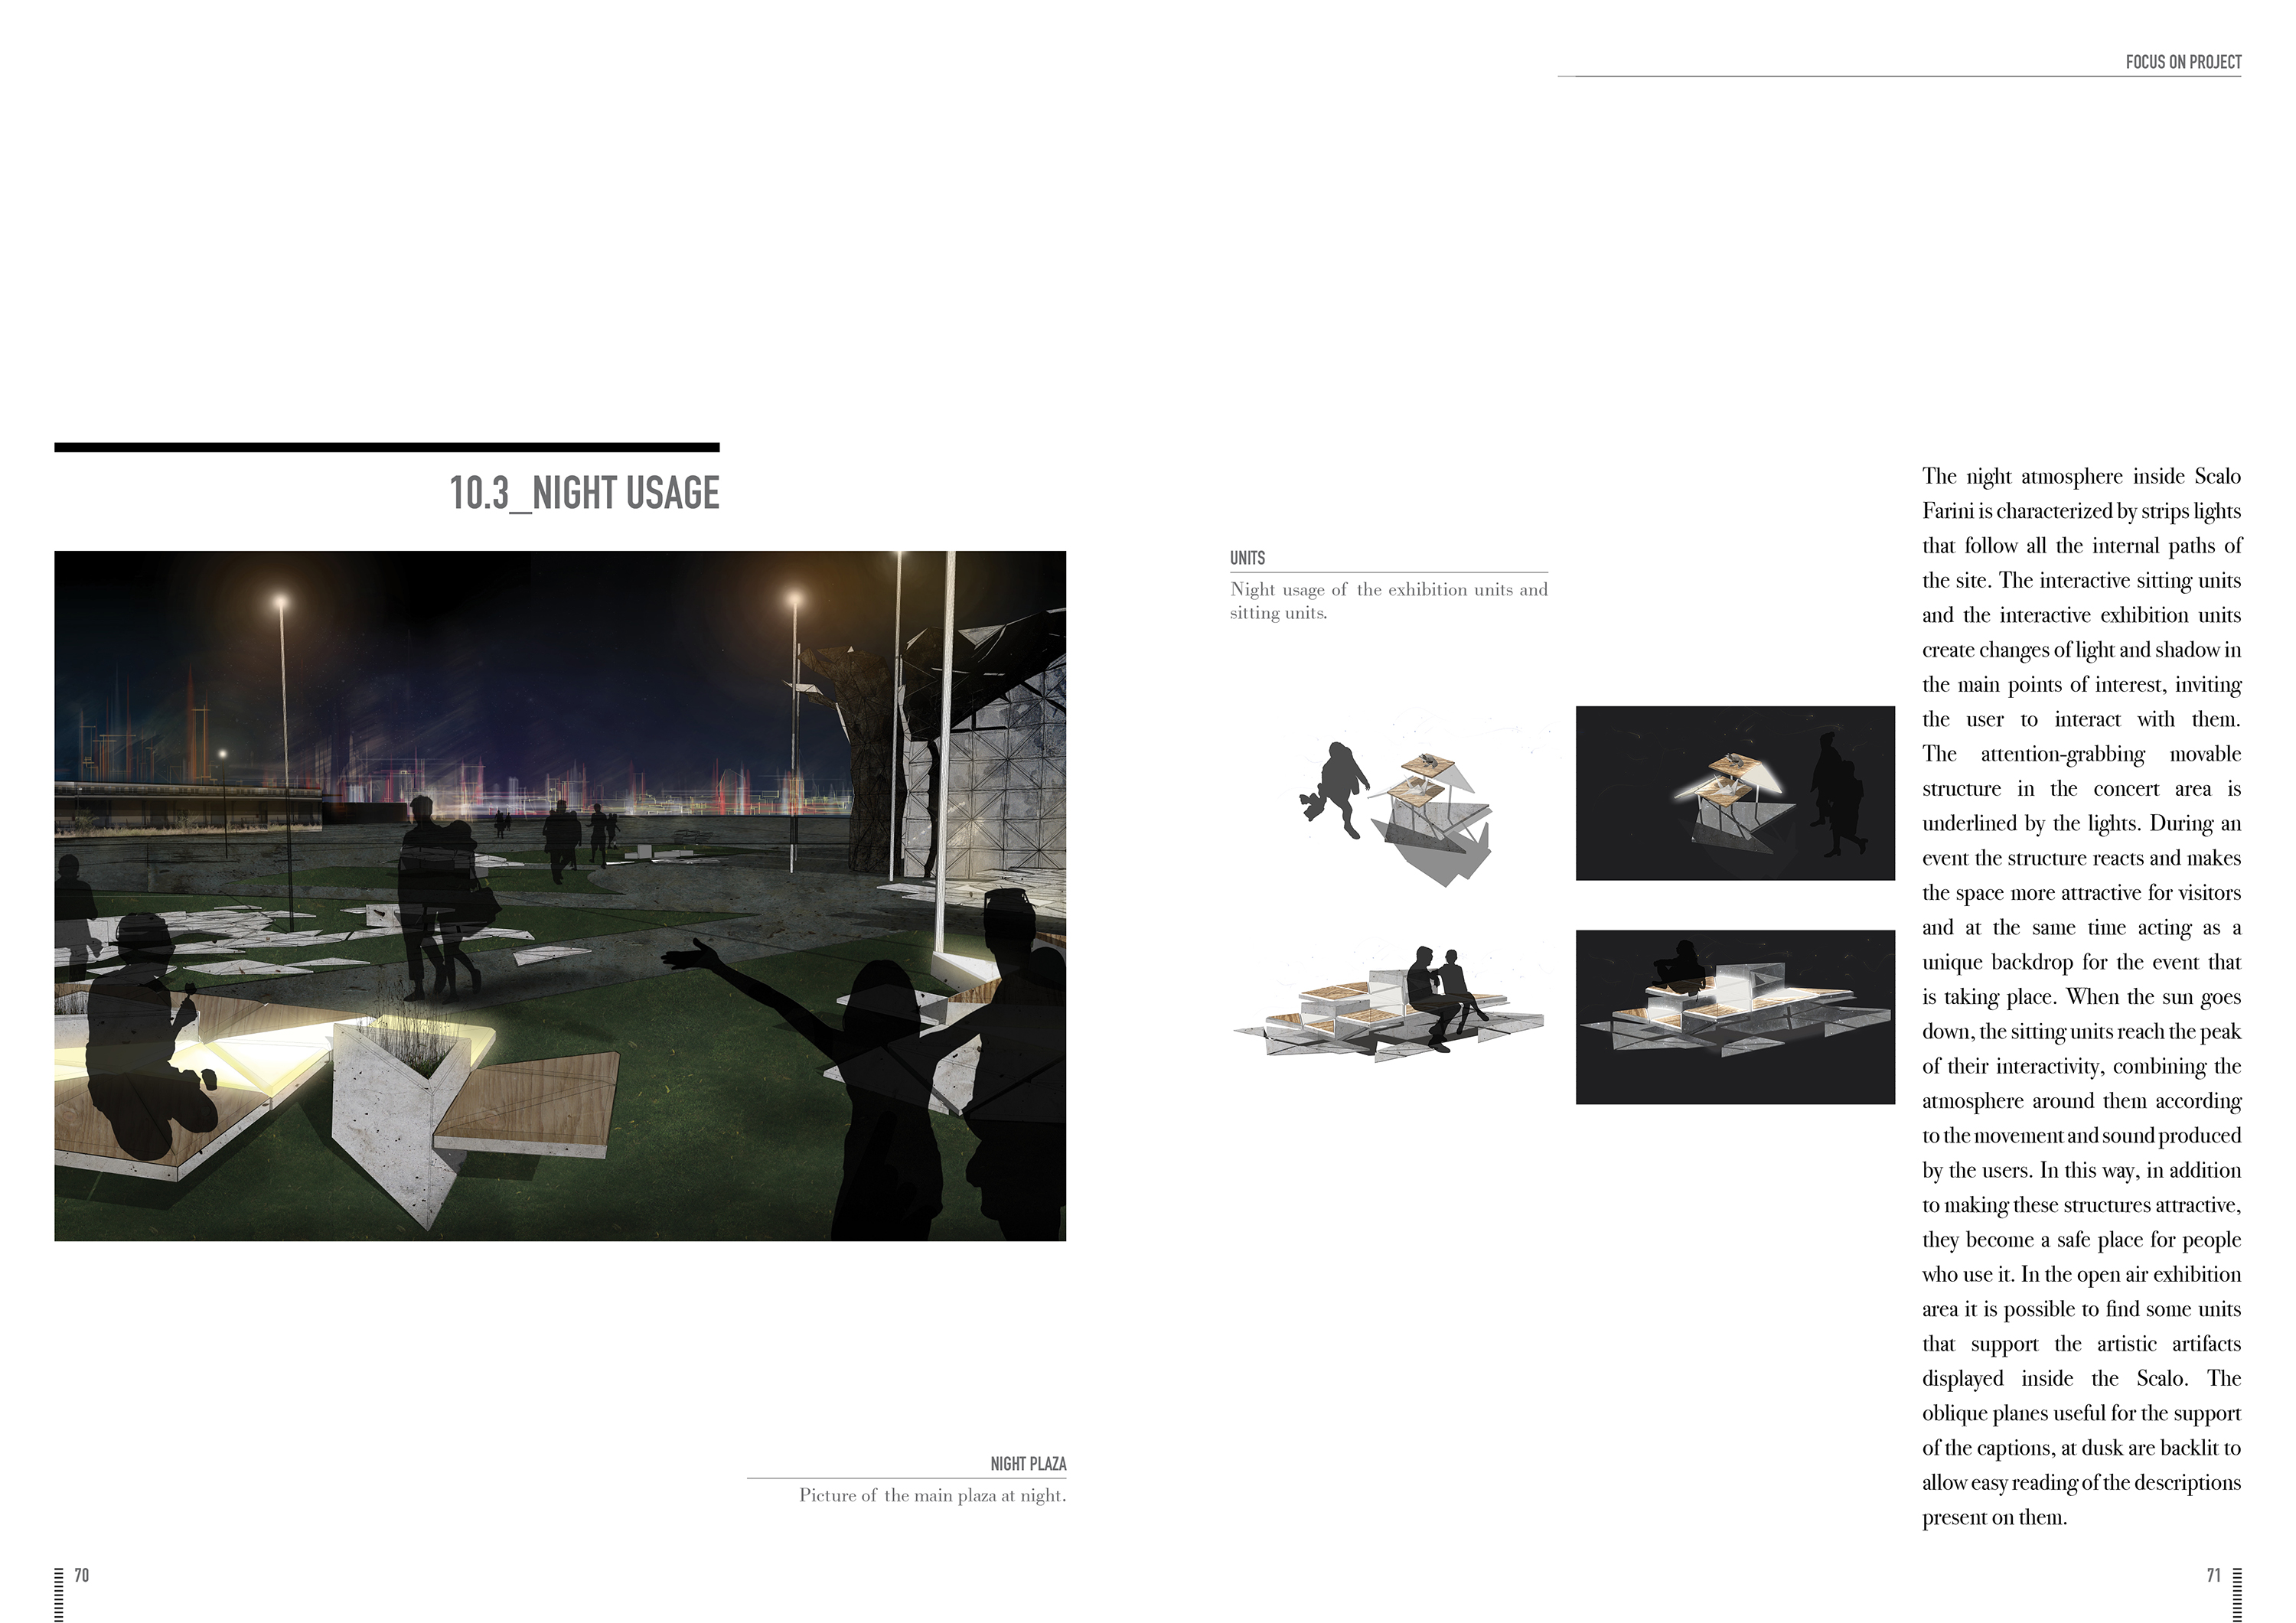 FOCUS ON PROJECT
10.3_NIGHT USAGE
UNITS
Night usage of the exhibition units and
sitting units.
The night atmosphere inside Scalo
Farini is characterized by strips lights
that follow all the internal paths of
the site. The interactive sitting units
and the interactive exhibition units
create changes of light and shadow in
the main points of interest, inviting
the user to interact with them.
The attention-grabbing movable
structure in the concert area is
underlined by the lights. During an
event the structure reacts and makes
the space more attractive for visitors
and at the same time acting as a
unique backdrop for the event that
is taking place. When the sun goes
down, the sitting units reach the peak
of their interactivity, combining the
atmosphere around them according
to the movement and sound produced
by the users. In this way, in addition
to making these structures attractive,
they become a safe place for people
who use it. In the open air exhibition
area it is possible to find some units
that support the artistic artifacts
displayed inside the Scalo. The
oblique planes useful for the support
of the captions, at dusk are backlit to
allow easy reading of the descriptions
present on them.
NIGHT PLAZA
Picture of the main plaza at night.
70
71